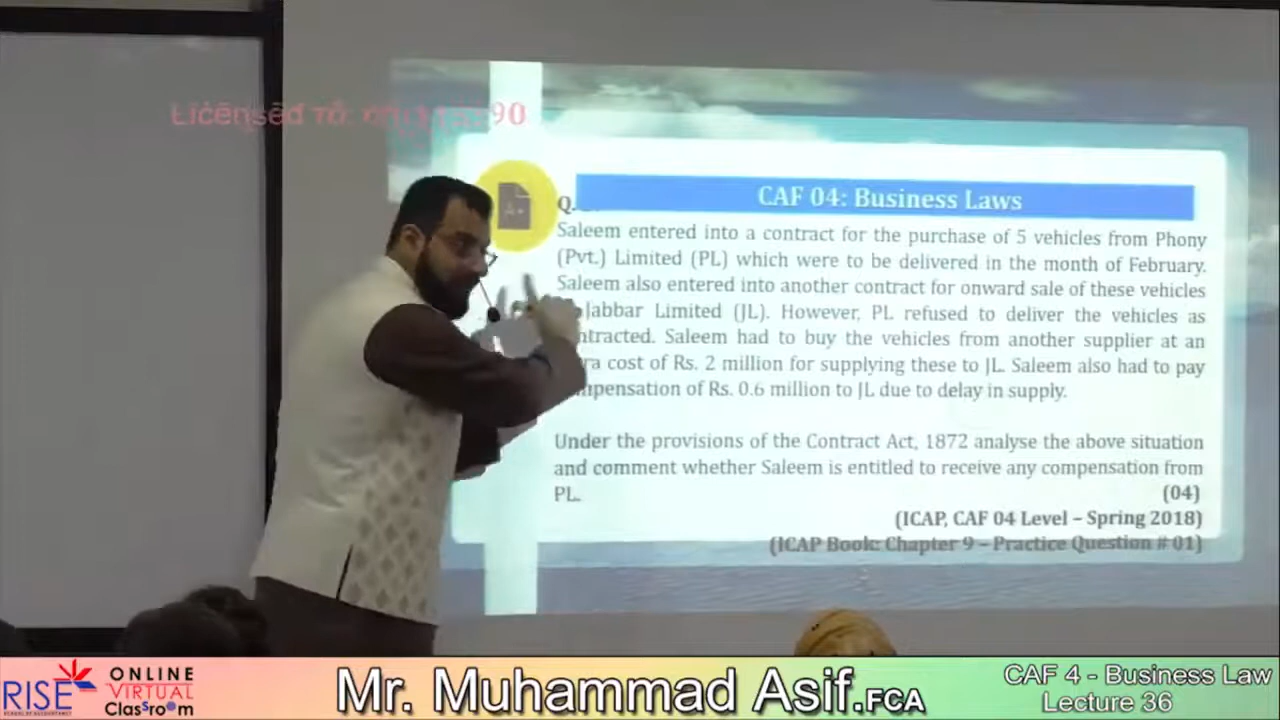 CAF 04: Business Laws
Q.
Saleem entered into a contract for the purchase of 5 vehicles from Phony
(Pvt.) Limited (PL) which were to be delivered in the month of February.
Saleem also entered into another contract for onward sale of these vehicles
Jabbar Limited (JL). However, PL refused to deliver the vehicles as
ntracted. Saleem had to buy the vehicles from another supplier at an
ra cost of Rs. 2 million for supplying these to JL. Saleem also had to pay
mpensation of Rs. 0.6 million to JL due to delay in supply.
Under the provisions of the Contract Act, 1872 analyse the above situation
and comment whether Saleem is entitled to receive any compensation from
PL.
(04)
(ICAP, CAF 04 Level – Spring 2018)
(ICAP Book: Chapter 9 – Practice Question # 01)
RISE
ONLINE
VIRTUAL
Classroom
Mr. Muhammad Asif.FCA
CAF 4 - Business Law
Lecture 36